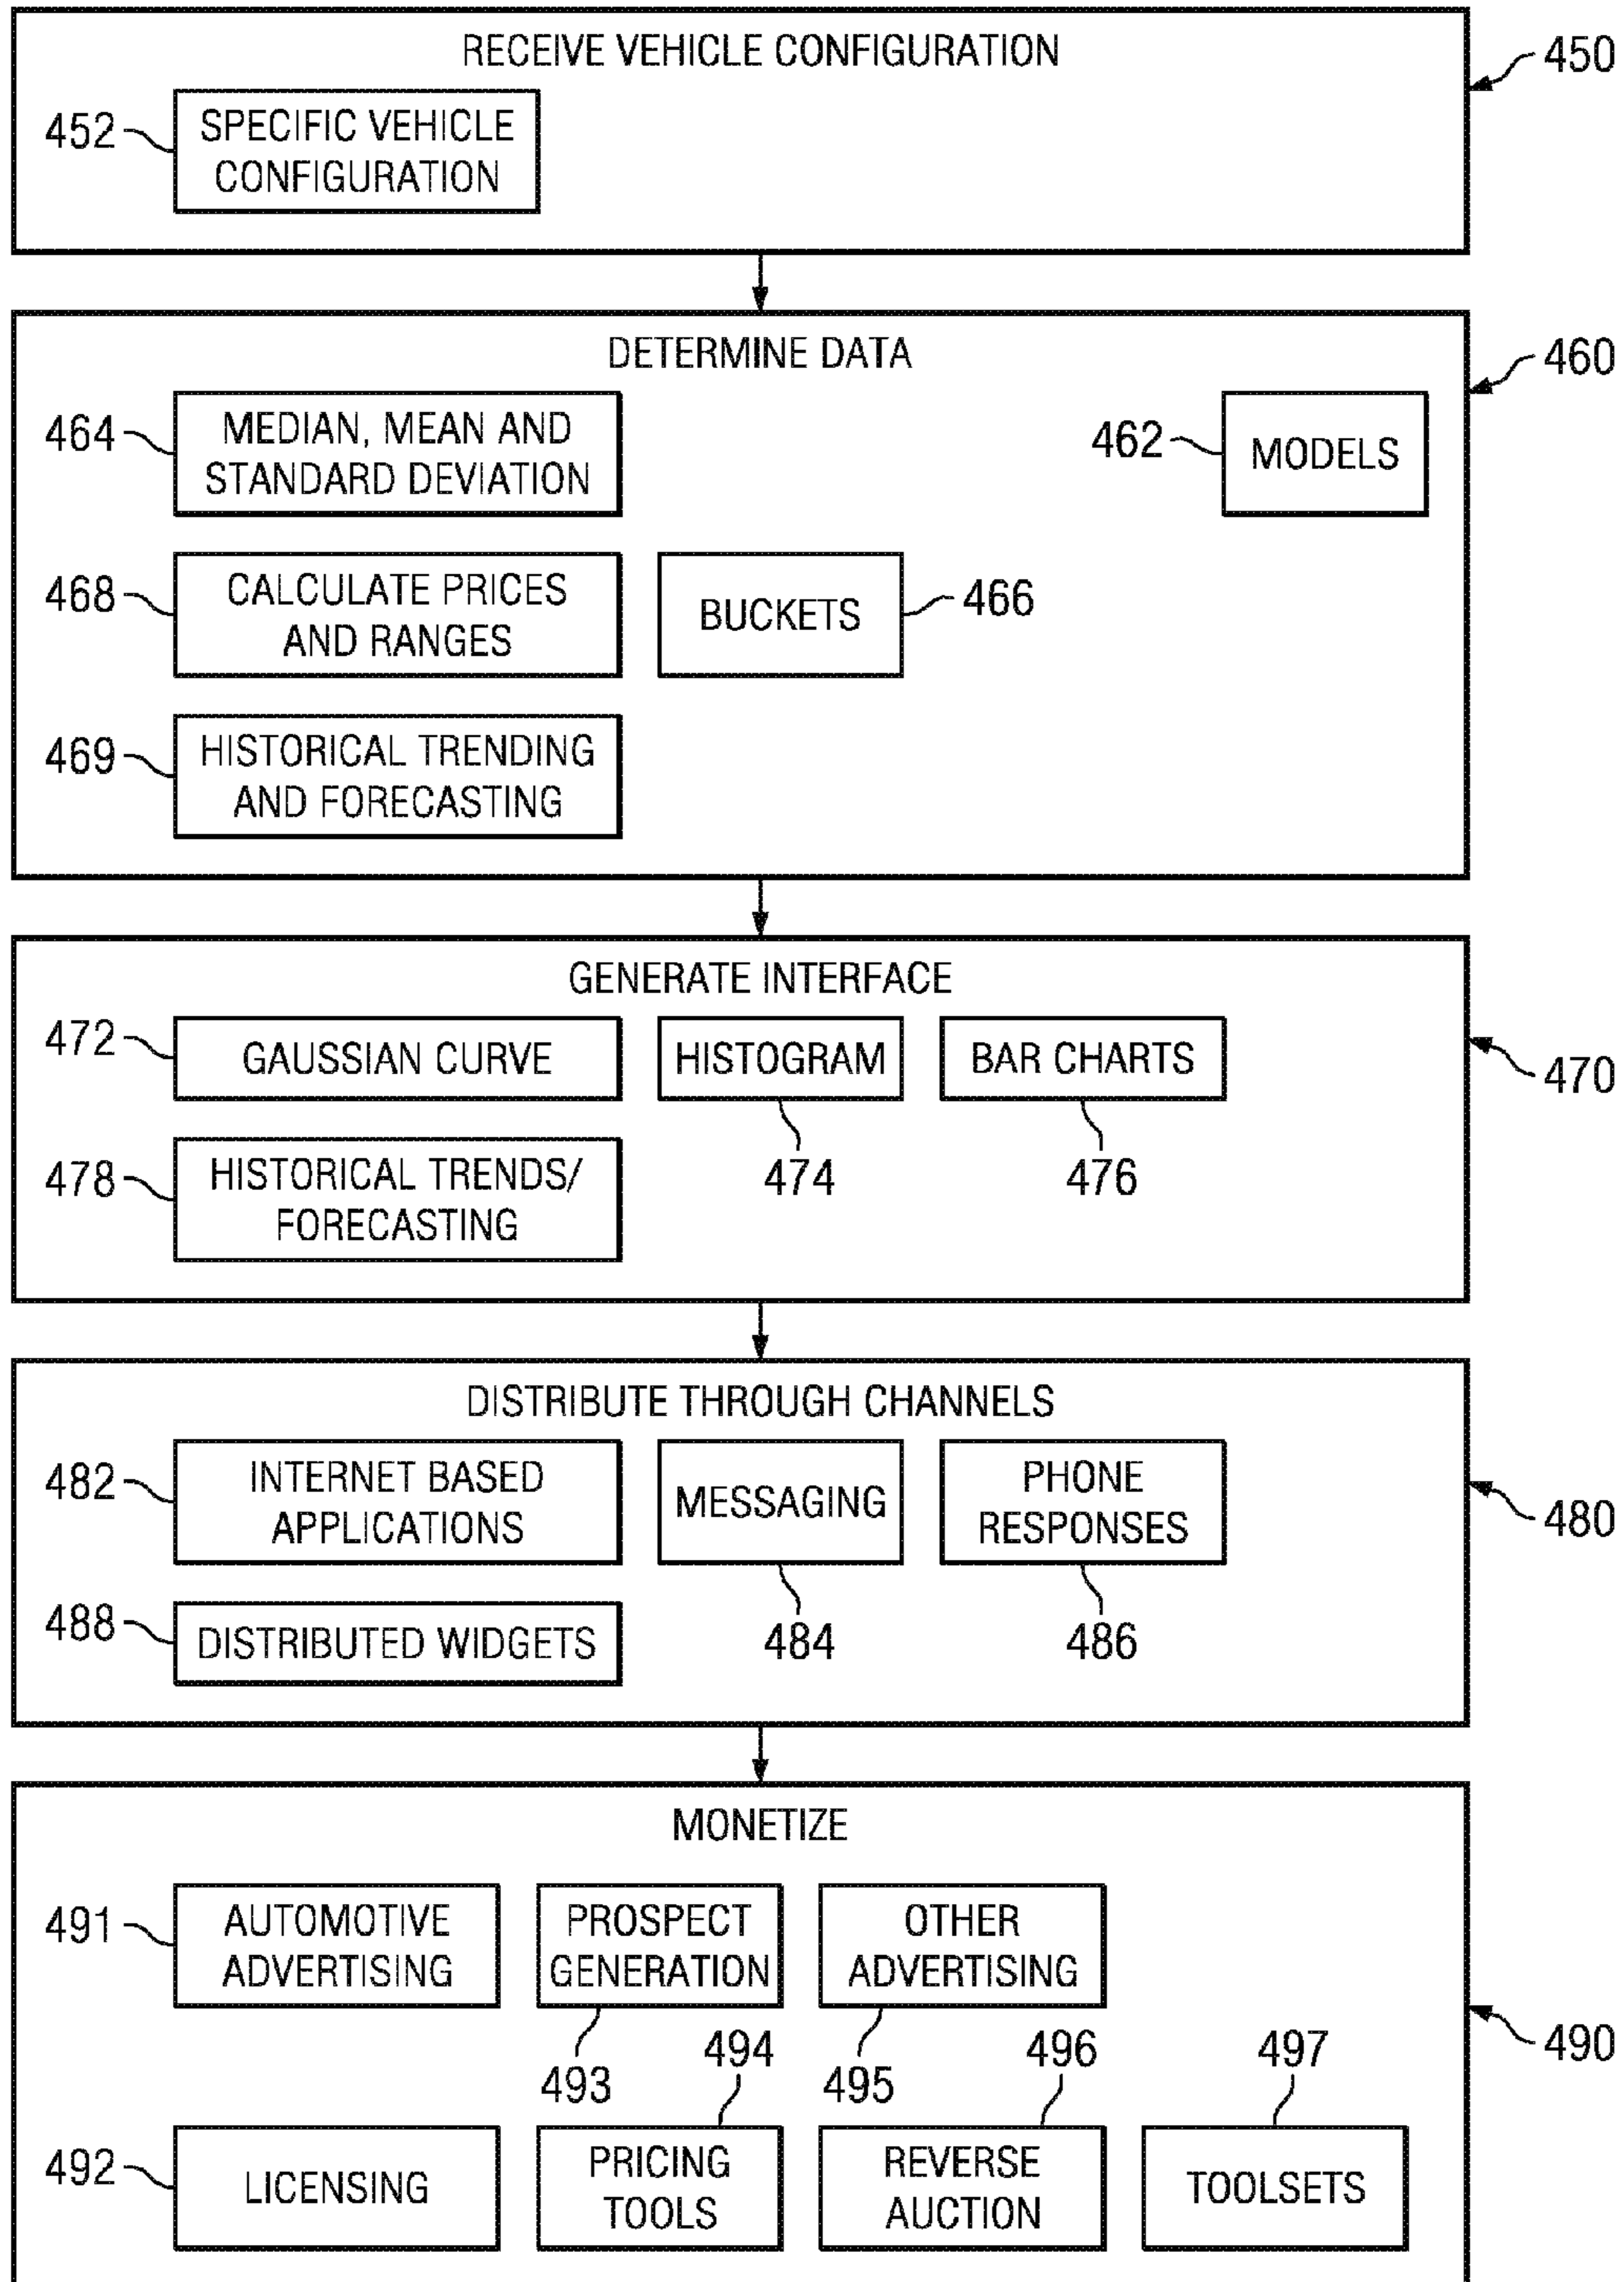 RECEIVE VEHICLE CONFIGURATION
450
452
SPECIFIC VEHICLE
CONFIGURATION
DETERMINE DATA
460
464
MEDIAN, MEAN AND
STANDARD DEVIATION
462
MODELS
468
CALCULATE PRICES
AND RANGES
BUCKETS
466
469
HISTORICAL TRENDING
AND FORECASTING
GENERATE INTERFACE
470
472
GAUSSIAN CURVE
HISTOGRAM
474
BAR CHARTS
476
478
HISTORICAL TRENDS/
FORECASTING
DISTRIBUTE THROUGH CHANNELS
480
482
INTERNET BASED
APPLICATIONS
MESSAGING
484
PHONE
RESPONSES
486
488
DISTRIBUTED WIDGETS
MONETIZE
490
491
AUTOMOTIVE
ADVERTISING
PROSPECT
GENERATION
493
OTHER
ADVERTISING
495
492
LICENSING
494
PRICING
TOOLS
496
REVERSE
AUCTION
497
TOOLSETS